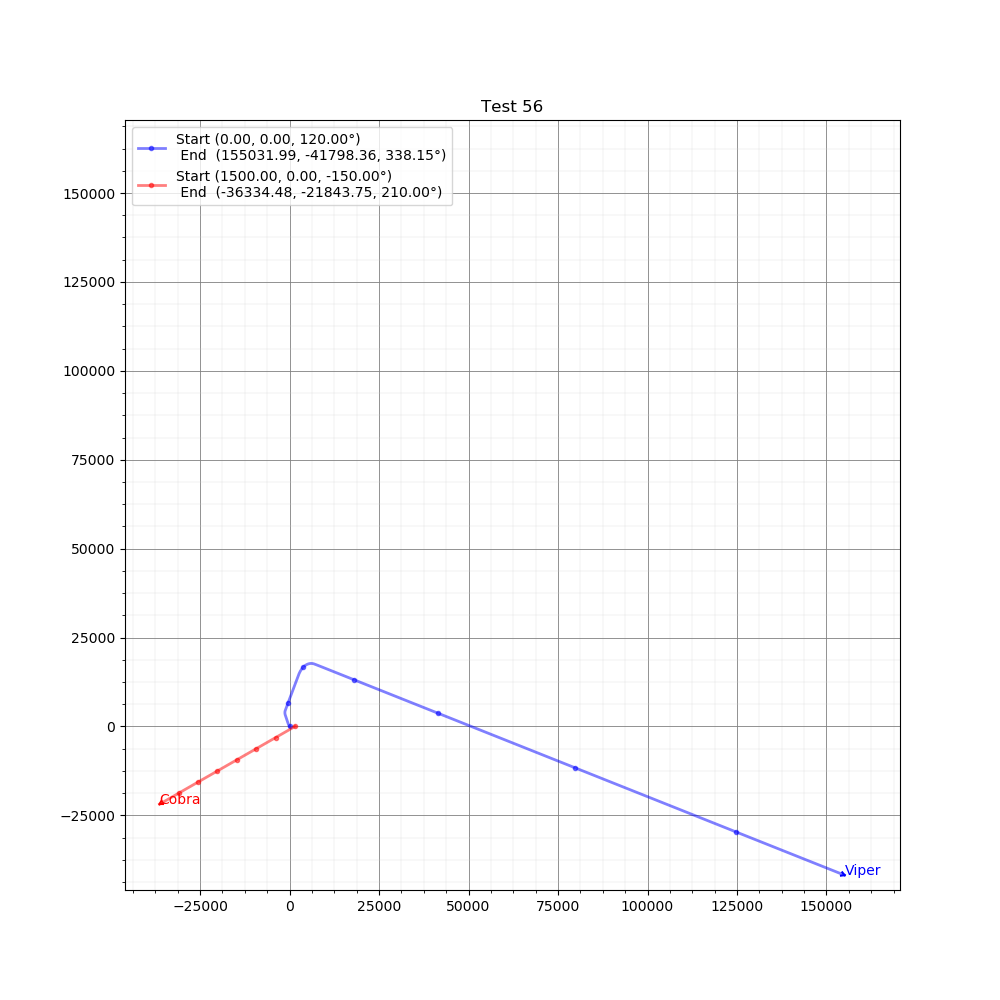 Test 56
Start (0.00, 0.00, 120.00°)
End (155031.99, -41798.36, 338.15°)
Start (1500.00, 0.00, -150.00°)
End (-36334.48, -21843.75, 210.00°)
150000
125000
100000
75000
50000
25000
0
−25000
Cobra
Viper
−25000 0 25000 50000 75000 100000 125000 150000